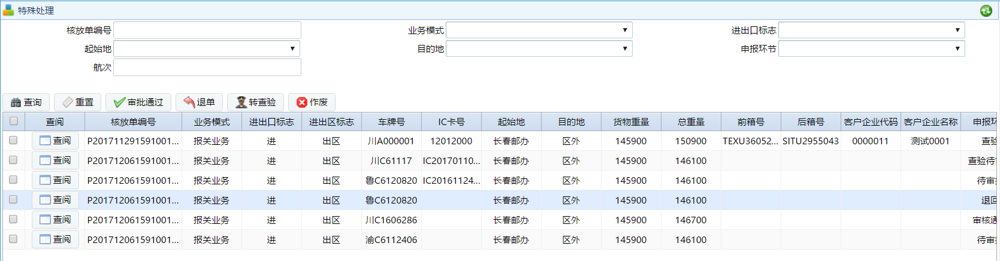 特殊处理
核放单编号 业务模式 进出口标志
起始地 目的地 申报环节
航次
查询 重置 审批通过 退单 转查验 作废
查阅 核放单编号 业务模式 进出口标志 进出区标志 车牌号 IC卡号 起始地 目的地 货物重量 总重量 前箱号 后箱号 客户企业代码 客户企业名称 申报环
查阅 P201711291591001... 报关业务 进 出区 川A000001 12012000 长春邮办 区外 145900 150900 TEXU36052... SITU2955043 0000011 测试0001 查验
查阅 P201712061591001... 报关业务 进 出区 川C61117 IC20170110... 长春邮办 区外 145900 146100 查验待
查阅 P201712061591001... 报关业务 进 出区 鲁C6120820 IC20161124... 长春邮办 区外 145900 146100 待审
查阅 P201712061591001... 报关业务 进 出区 鲁C6120820 长春邮办 区外 145900 146100 退回
查阅 P201712061591001... 报关业务 进 出区 川C1606286 长春邮办 区外 145900 146700 审核通
查阅 P201712061591001... 报关业务 进 出区 渝C6112406 长春邮办 区外 145900 146100 待审